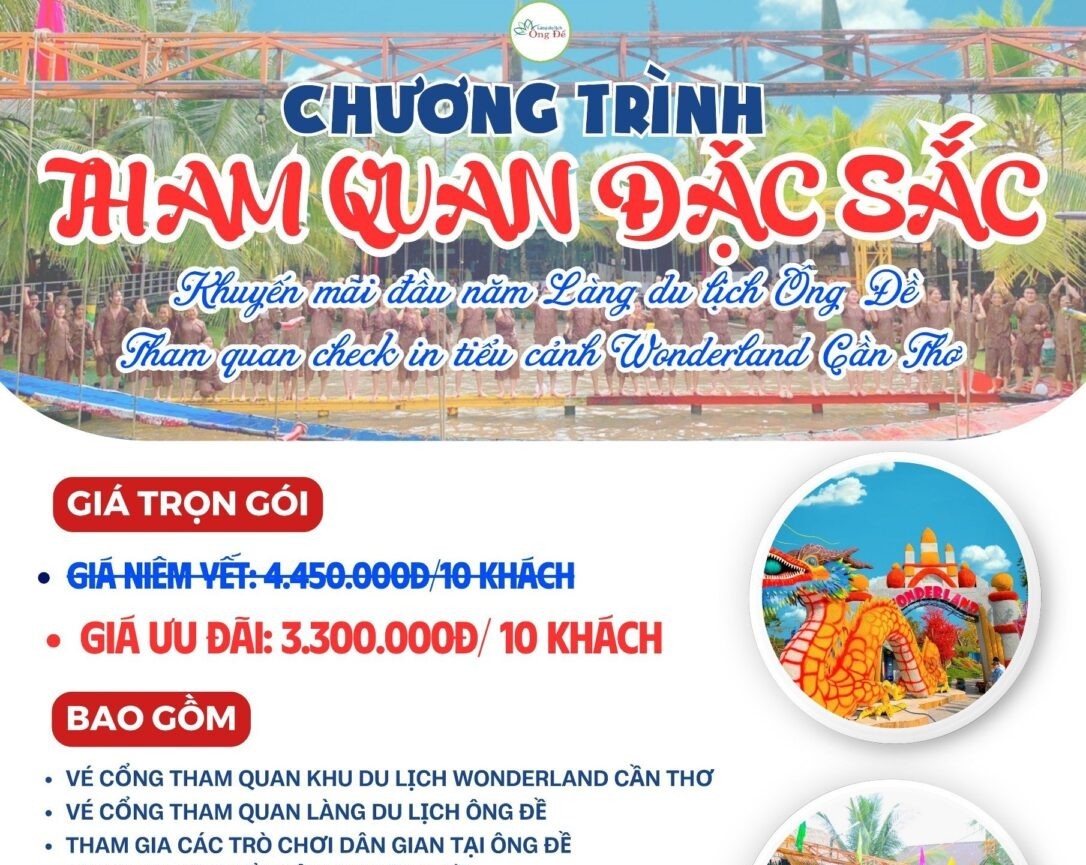 Làng du lịch
Ông Đề
CHƯƠNG TRÌNH
THAM QUAN ĐẶC SẮC
Khuyến mãi đầu năm Làng du lịch Ông Đề
Tham quan check in tiểu cảnh Wonderland Cần Thơ
GIÁ TRỌN GÓI
• GIÁ NIÊM YẾT: 4.450.000Đ/10 KHÁCH
• GIÁ ƯU ĐÃI: 3.300.000Đ/ 10 KHÁCH
ONDERLAND
BAO GỒM
• VÉ CỔNG THAM QUAN KHU DU LỊCH WONDERLAND CẦN THƠ
• VÉ CỔNG THAM QUAN LÀNG DU LỊCH ÔNG ĐỀ
• THAM GIA CÁC TRÒ CHƠI DÂN GIAN TẠI ÔNG ĐỀ